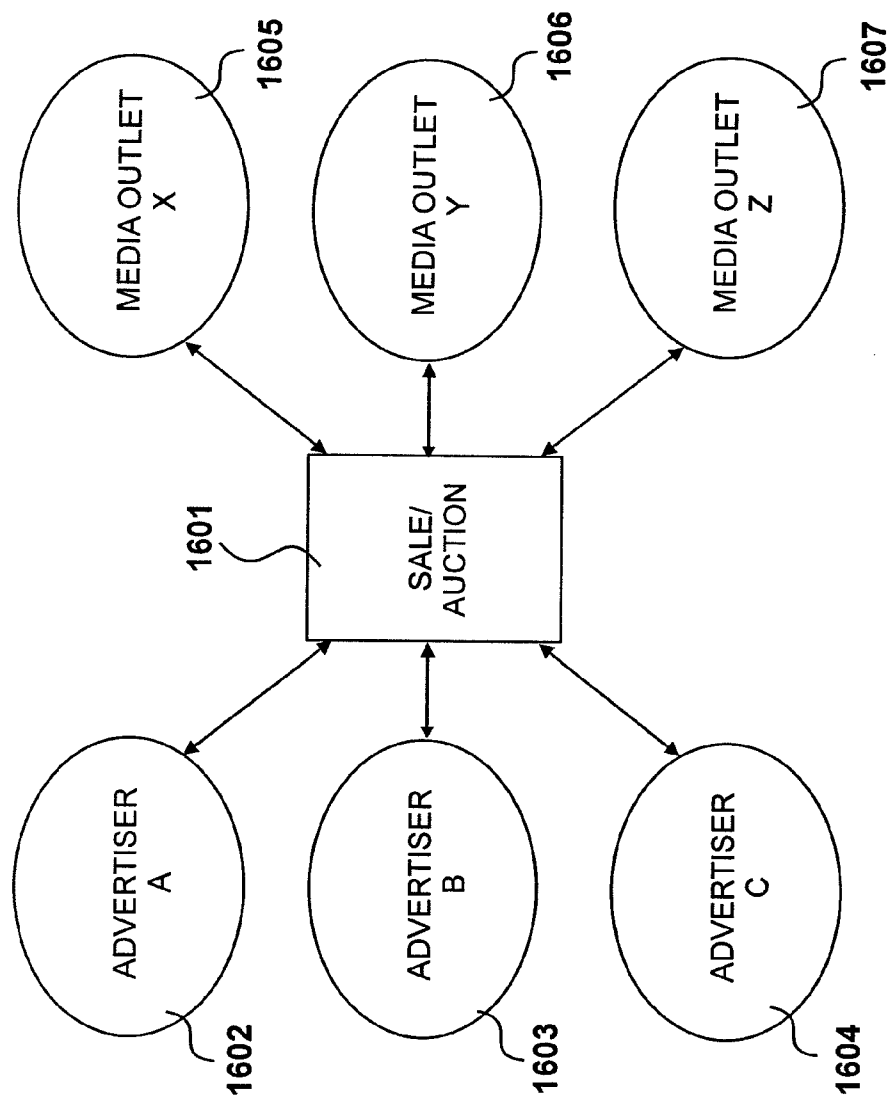 1602
ADVERTISER
A
1603
ADVERTISER
B
1604
ADVERTISER
C
1601
SALE/
AUCTION
MEDIA OUTLET
X
1605
MEDIA OUTLET
Y
1606
MEDIA OUTLET
Z
1607